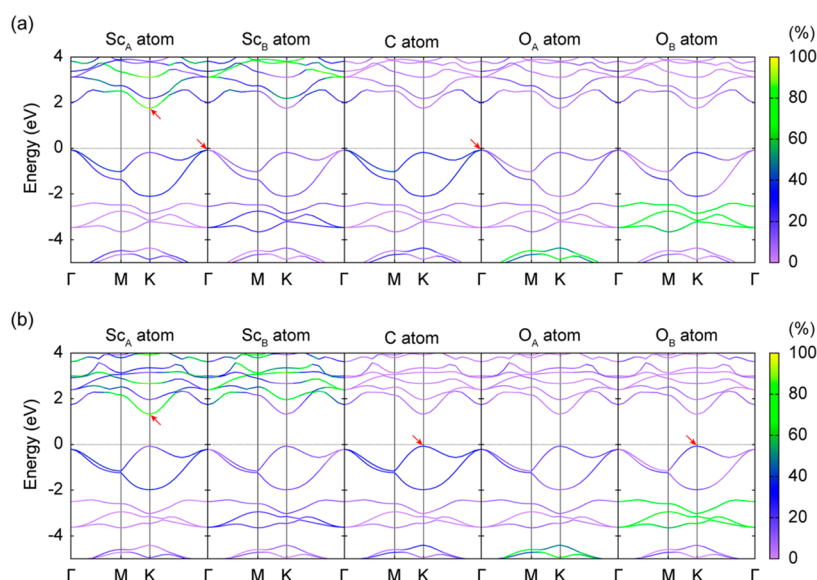 (a)
Sc_A atom Sc_B atom C atom O_A atom O_B atom (%)
4
2
0
-2
-4
Energy (eV)
100
80
60
40
20
0
Γ M K Γ M K Γ M K Γ M K Γ M K Γ
(b)
Sc_A atom Sc_B atom C atom O_A atom O_B atom (%)
4
2
0
-2
-4
Energy (eV)
100
80
60
40
20
0
Γ M K Γ M K Γ M K Γ M K Γ M K Γ